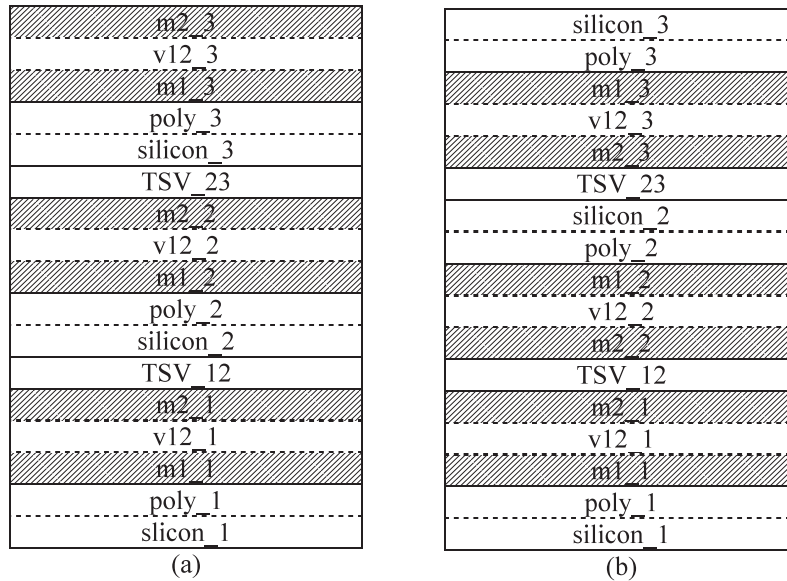 m2_3
v12_3
m1_3
poly_3
silicon_3
TSV_23
m2_2
v12_2
m1_2
poly_2
silicon_2
TSV_12
m2_1
v12_1
m1_1
poly_1
slicon_1
(a)
silicon_3
poly_3
m1_3
v12_3
m2_3
TSV_23
silicon_2
poly_2
m1_2
v12_2
m2_2
TSV_12
m2_1
v12_1
m1_1
poly_1
silicon_1
(b)